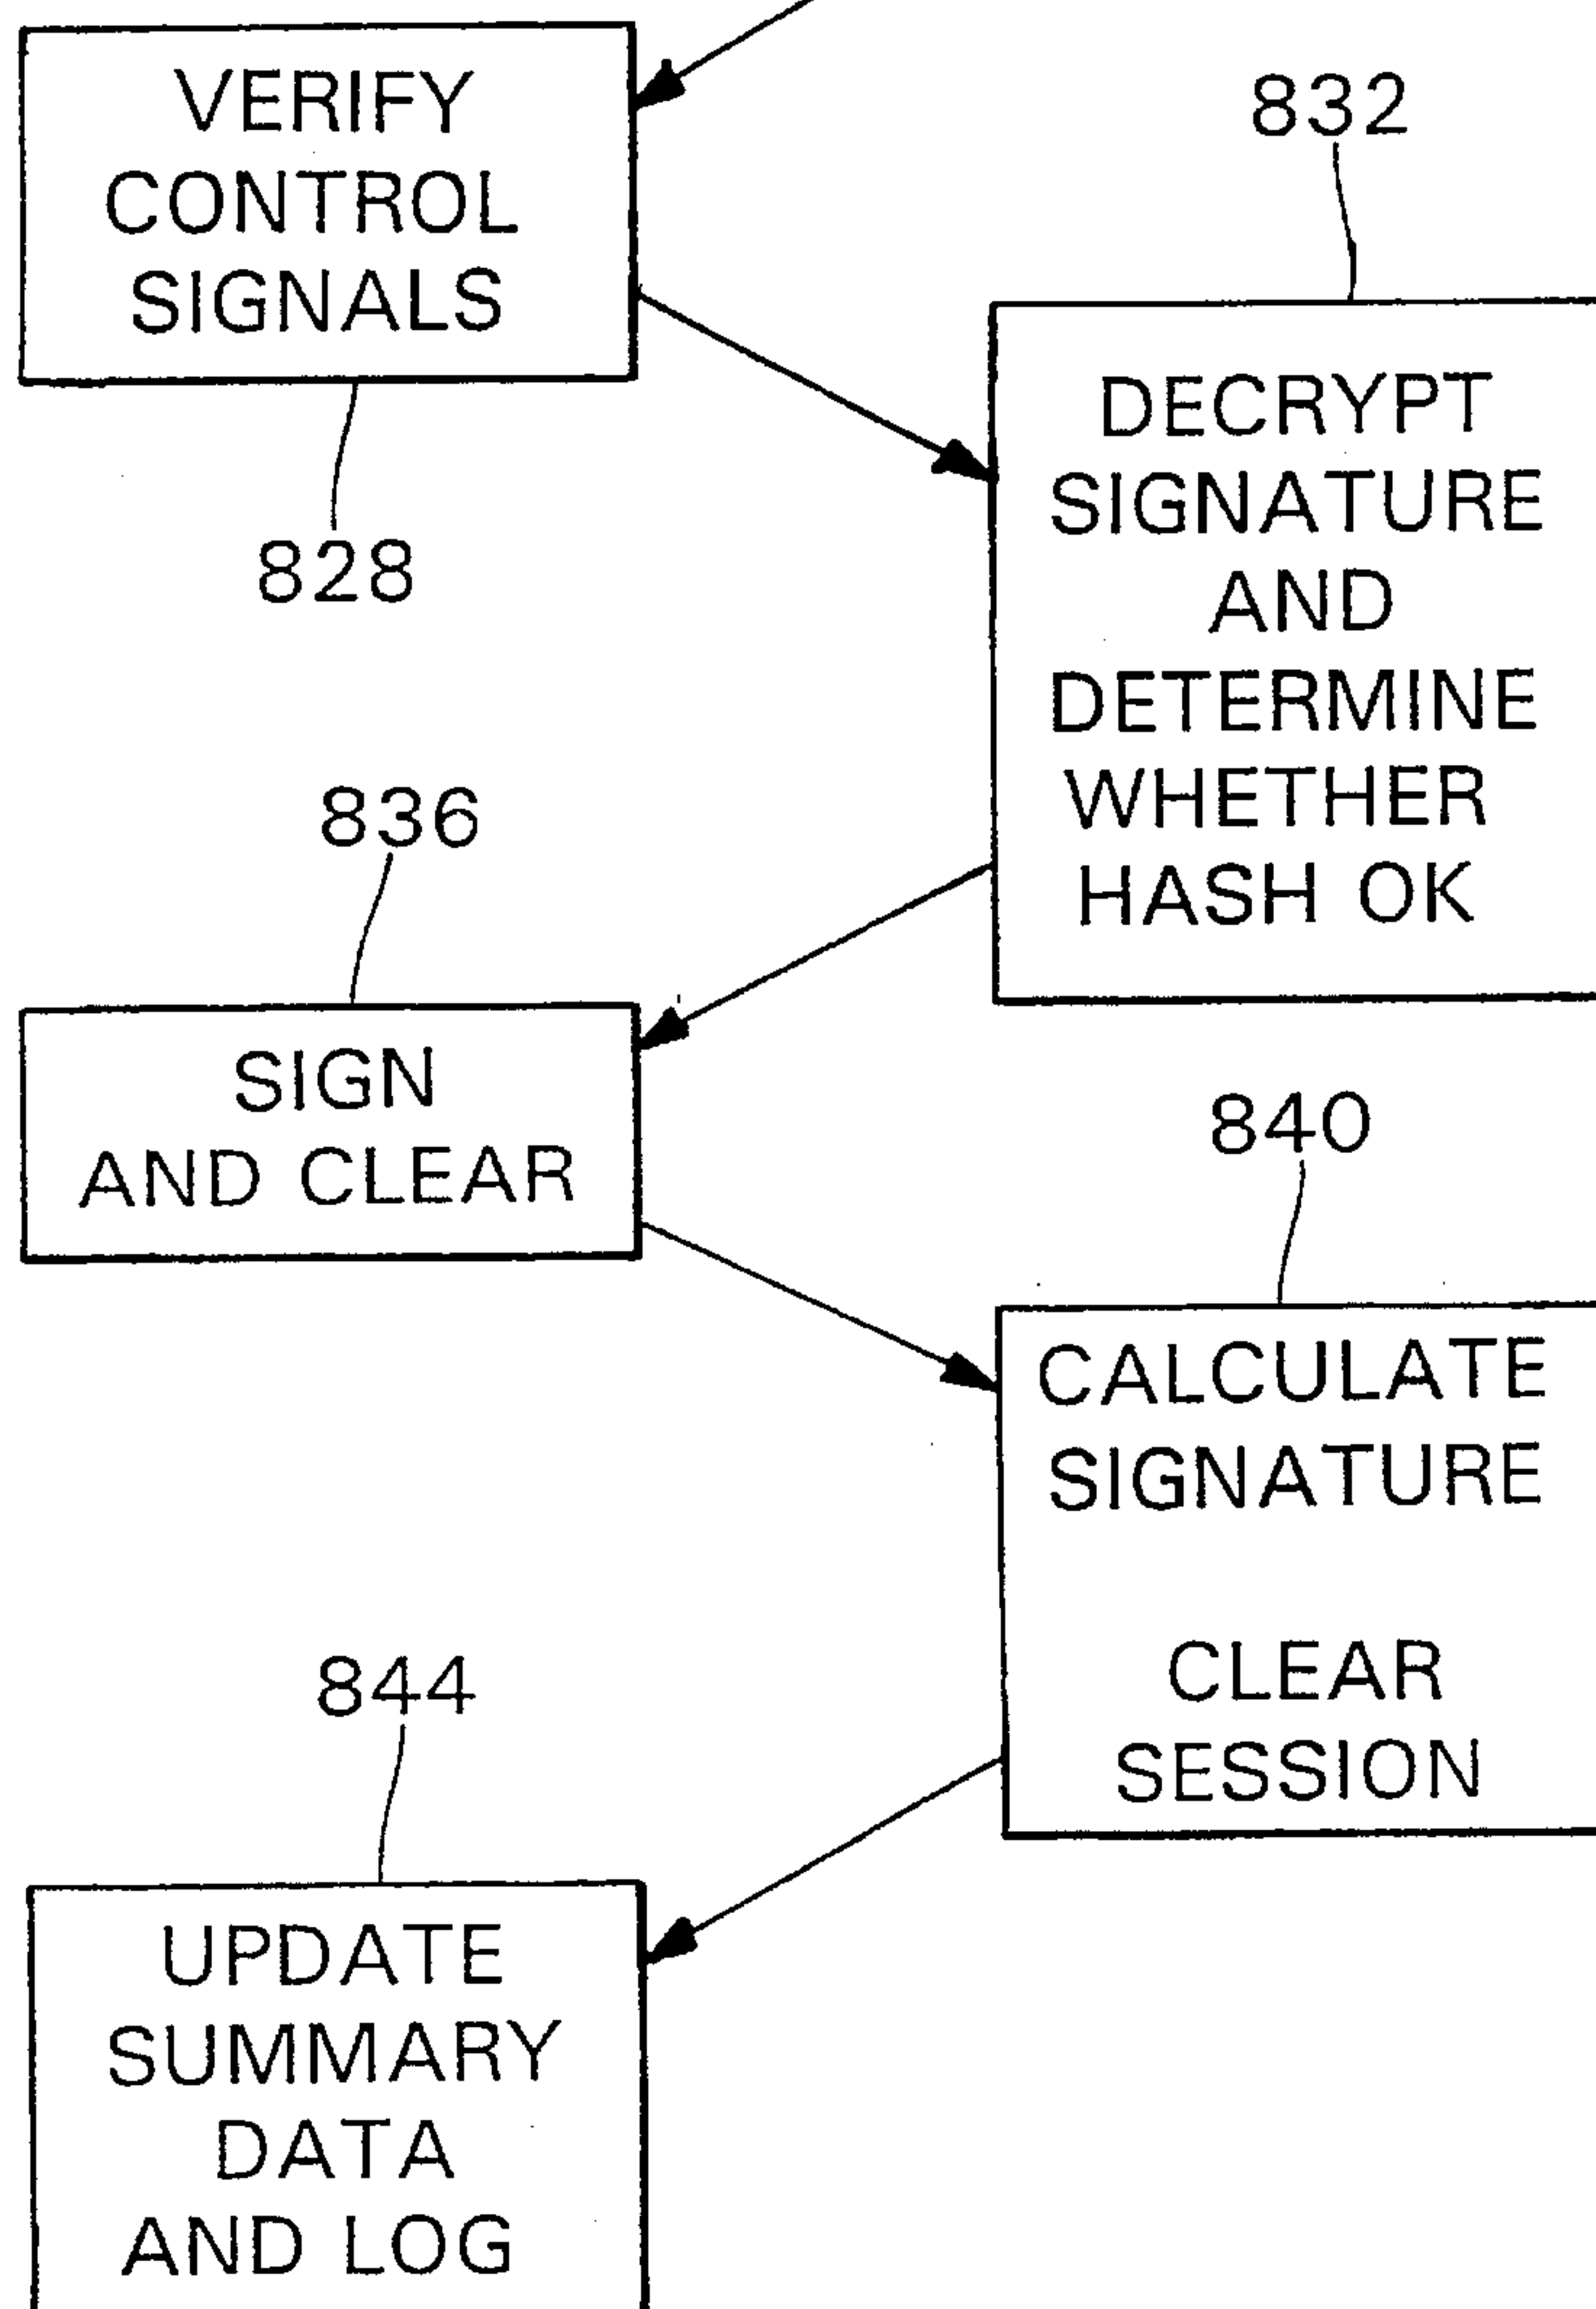 VERIFY
CONTROL
SIGNALS
828
832
DECRYPT
SIGNATURE
AND
DETERMINE
WHETHER
HASH OK
836
SIGN
AND CLEAR
840
CALCULATE
SIGNATURE
CLEAR
SESSION
844
UPDATE
SUMMARY
DATA
AND LOG